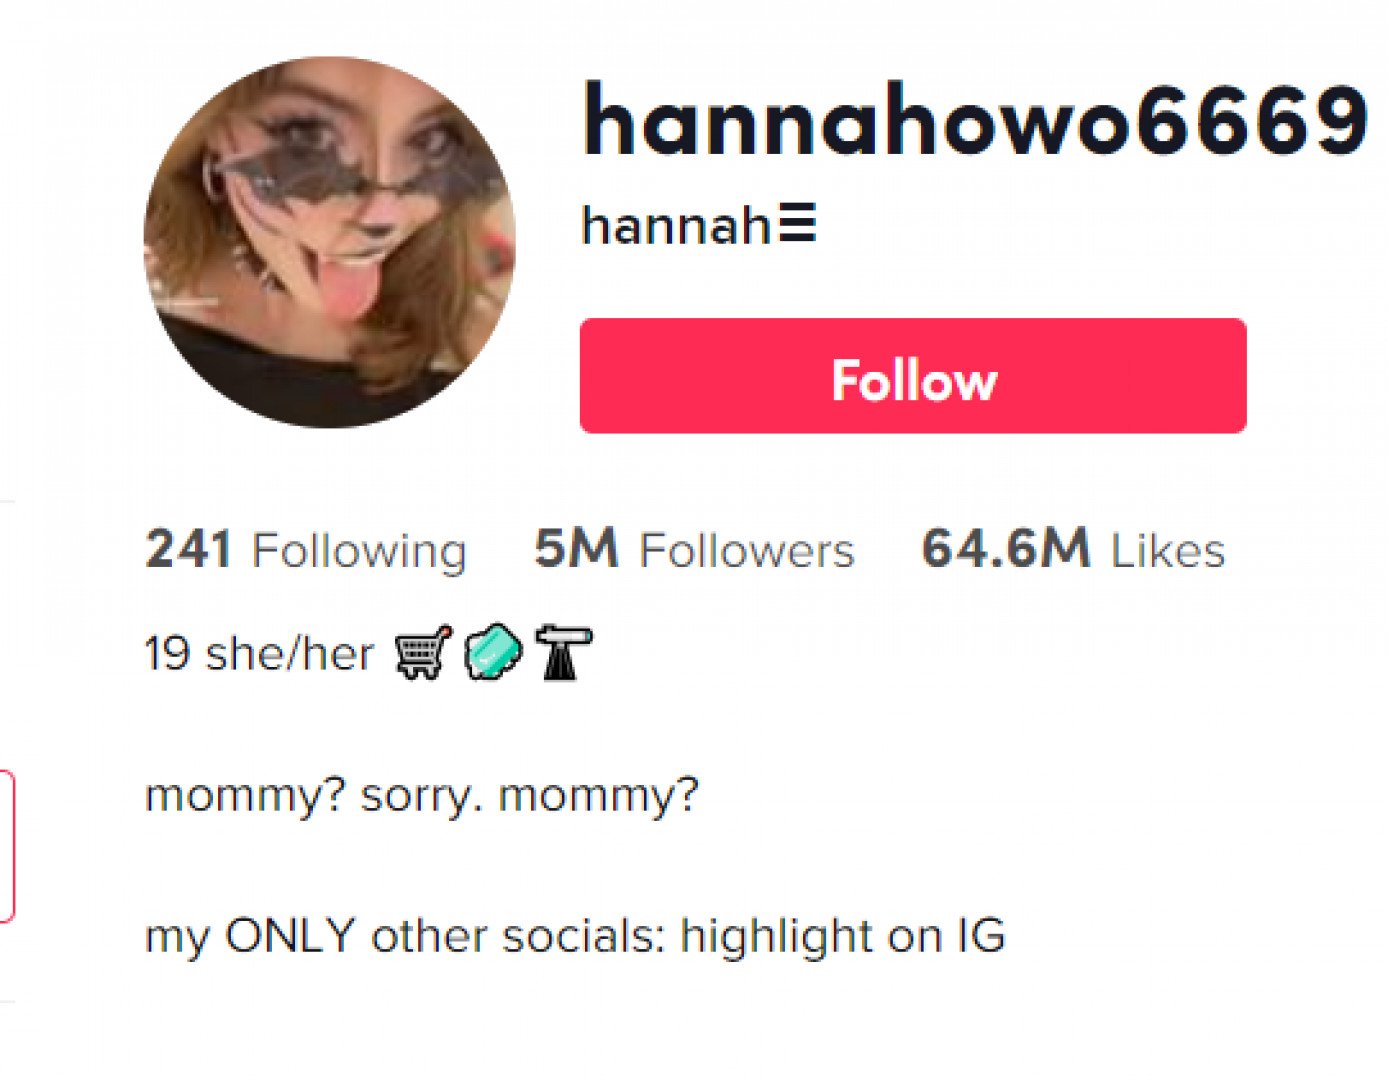 hannahowo6669
hannah☰
Follow
241 Following 5M Followers 64.6M Likes
19 she/her
mommy? sorry. mommy?
my ONLY other socials: highlight on IG